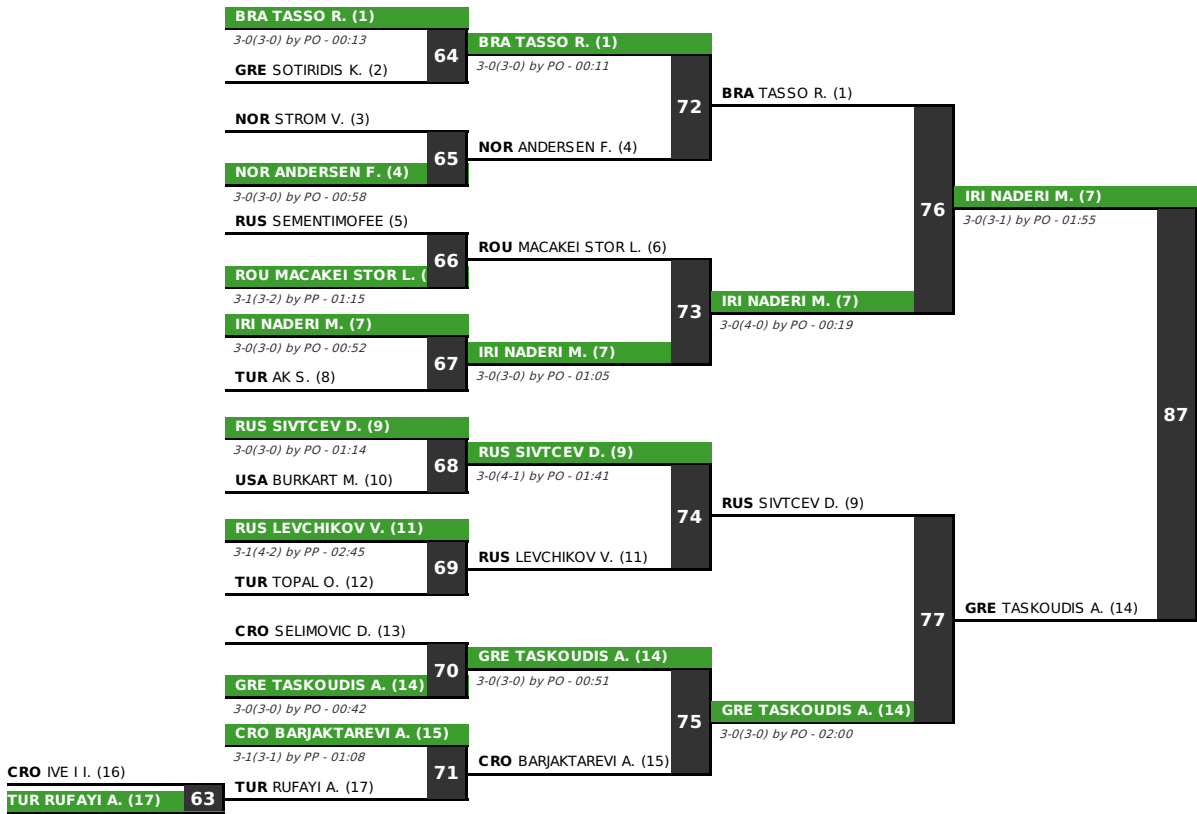 BRA TASSO R. (1)
3-0(3-0) by PO - 00:13
GRE SOTIRIDIS K. (2)
64
NOR STROM V. (3)
65
NOR ANDERSEN F. (4)
3-0(3-0) by PO - 00:58
RUS SEMENTIMOFEE (5)
66
ROU MACAKEI STOR L. (
3-1(3-2) by PP - 01:15
IRI NADERI M. (7)
3-0(3-0) by PO - 00:52
67
TUR AK S. (8)
RUS SIVTCEV D. (9)
3-0(3-0) by PO - 01:14
68
USA BURKART M. (10)
RUS LEVCHIKOV V. (11)
3-1(4-2) by PP - 02:45
69
TUR TOPAL O. (12)
CRO SELIMOVIC D. (13)
70
GRE TASKOUDIS A. (14)
3-0(3-0) by PO - 00:42
CRO BARJAKTAREVI A. (15)
3-1(3-1) by PP - 01:08
71
TUR RUFAYI A. (17)
CRO IVE I I. (16)
TUR RUFAYI A. (17)
63
BRA TASSO R. (1)
3-0(3-0) by PO - 00:11
72
NOR ANDERSEN F. (4)
ROU MACAKEI STOR L. (6)
73
IRI NADERI M. (7)
3-0(3-0) by PO - 01:05
RUS SIVTCEV D. (9)
3-0(4-1) by PO - 01:41
74
RUS LEVCHIKOV V. (11)
GRE TASKOUDIS A. (14)
3-0(3-0) by PO - 00:51
75
CRO BARJAKTAREVI A. (15)
BRA TASSO R. (1)
76
IRI NADERI M. (7)
3-0(4-0) by PO - 00:19
RUS SIVTCEV D. (9)
77
GRE TASKOUDIS A. (14)
3-0(3-0) by PO - 02:00
IRI NADERI M. (7)
3-0(3-1) by PO - 01:55
87
GRE TASKOUDIS A. (14)